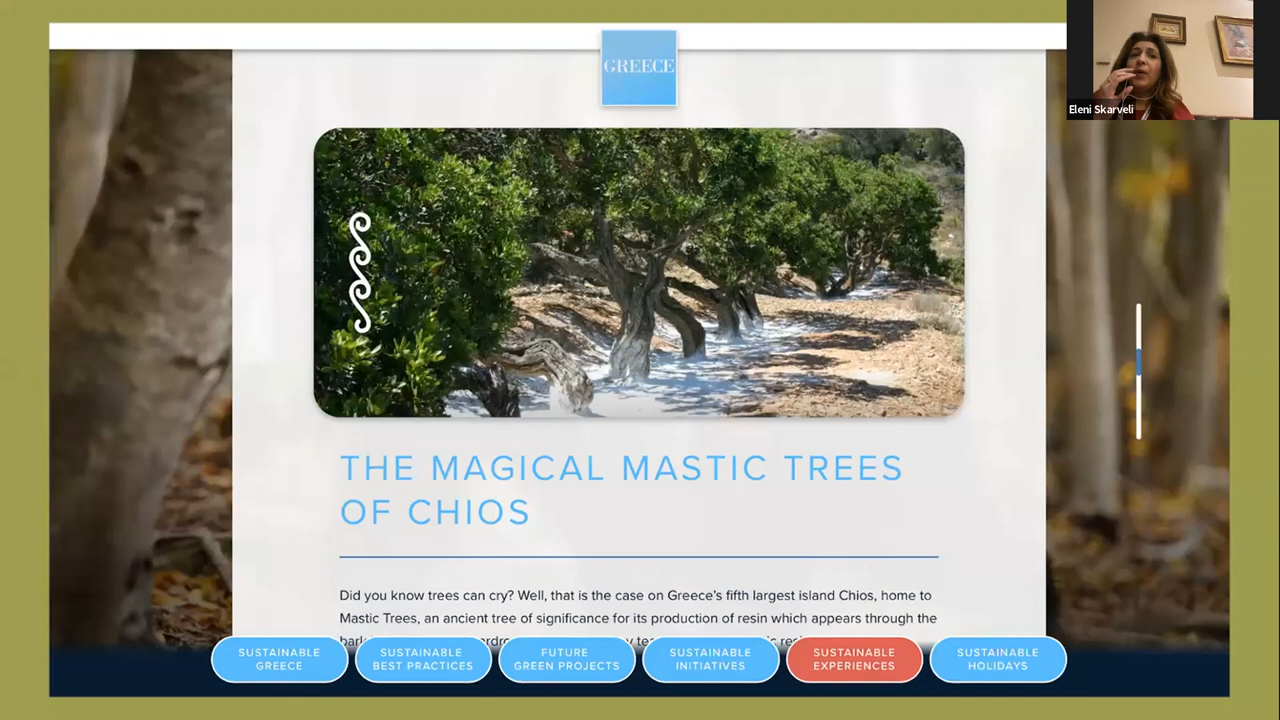 GREECE
Eleni Skarveli
THE MAGICAL MASTIC TREES
OF CHIOS
Did you know trees can cry? Well, that is the case on Greece's fifth largest island Chios, home to
Mastic Trees, an ancient tree of significance for its production of resin which appears through the
SUSTAINABLE
GREECE
SUSTAINABLE
BEST PRACTICES
FUTURE
GREEN PROJECTS
SUSTAINABLE
INITIATIVES
SUSTAINABLE
EXPERIENCES
SUSTAINABLE
HOLIDAYS